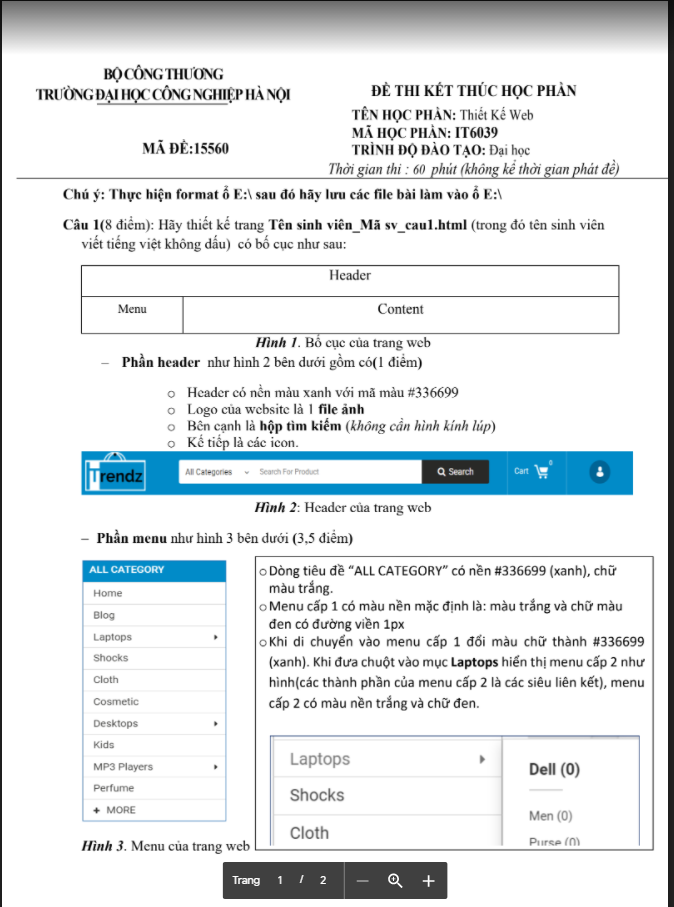 BỘ CÔNG THƯƠNG
TRƯỜNG ĐẠI HỌC CÔNG NGHIỆP HÀ NỘI
MÃ ĐỀ:15560
ĐỀ THI KẾT THÚC HỌC PHẦN
TÊN HỌC PHẦN: Thiết Kế Web
MÃ HỌC PHẦN: IT6039
TRÌNH ĐỘ ĐÀO TẠO: Đại học
Thời gian thi : 60 phút (không kể thời gian phát đề)
Chú ý: Thực hiện format ổ E:\ sau đó hãy lưu các file bài làm vào ổ E:\
Câu 1(8 điểm): Hãy thiết kế trang Tên sinh viên_Mã sv_cau1.html (trong đó tên sinh viên
viết tiếng việt không dấu) có bố cục như sau:
Header
Menu Content
Hình 1. Bố cục của trang web
– Phần header như hình 2 bên dưới gồm có(1 điểm)
o Header có nền màu xanh với mã màu #336699
o Logo của website là 1 file ảnh
o Bên cạnh là hộp tìm kiếm (không cần hình kính lúp)
o Kế tiếp là các icon.
Trendz All Categories Search For Product Search Cart 0
Hình 2: Header của trang web
– Phần menu như hình 3 bên dưới (3,5 điểm)
ALL CATEGORY
Home
Blog
Laptops
Shocks
Cloth
Cosmetic
Desktops
Kids
MP3 Players
Perfume
+ MORE
Hình 3. Menu của trang web
o Dòng tiêu đề “ALL CATEGORY” có nền #336699 (xanh), chữ
màu trắng.
o Menu cấp 1 có màu nền mặc định là: màu trắng và chữ màu
đen có đường viền 1px
o Khi di chuyển vào menu cấp 1 đổi màu chữ thành #336699
(xanh). Khi đưa chuột vào mục Laptops hiển thị menu cấp 2 như
hình(các thành phần của menu cấp 2 là các siêu liên kết), menu
cấp 2 có màu nền trắng và chữ đen.
Laptops
Shocks
Cloth
Dell (0)
Men (0)
Purse (0)
Trang 1 / 2